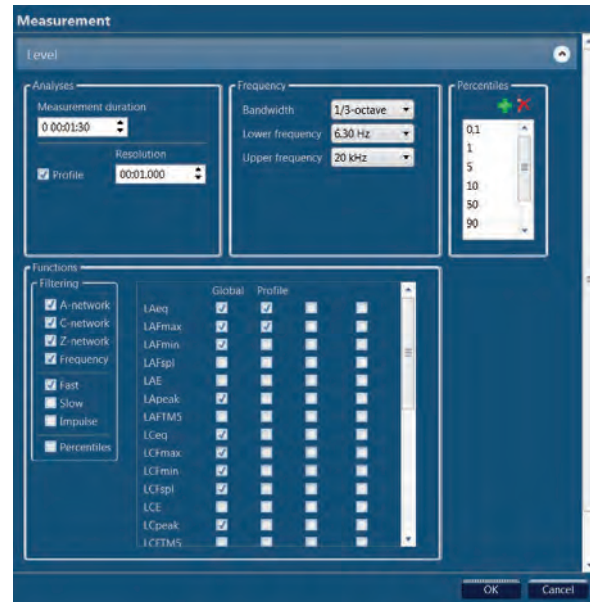 Measurement
Level
Analyses
Measurement duration
0 00:01:30
Resolution
Profile 00:01.000
Frequency
Bandwidth 1/3-octave
Lower frequency 6.30 Hz
Upper frequency 20 kHz
Percentiles
0,1
1
5
10
50
90
Functions
Filtering
A-network
C-network
Z-network
Frequency
Fast
Slow
Impulse
Percentiles
Global Profile
LAeq
LAFmax
LAFmin
LAFspl
LAE
LApeak
LAFTM5
LCeq
LCFmax
LCFmin
LCFspl
LCE
LCpeak
LCFTM5
OK Cancel